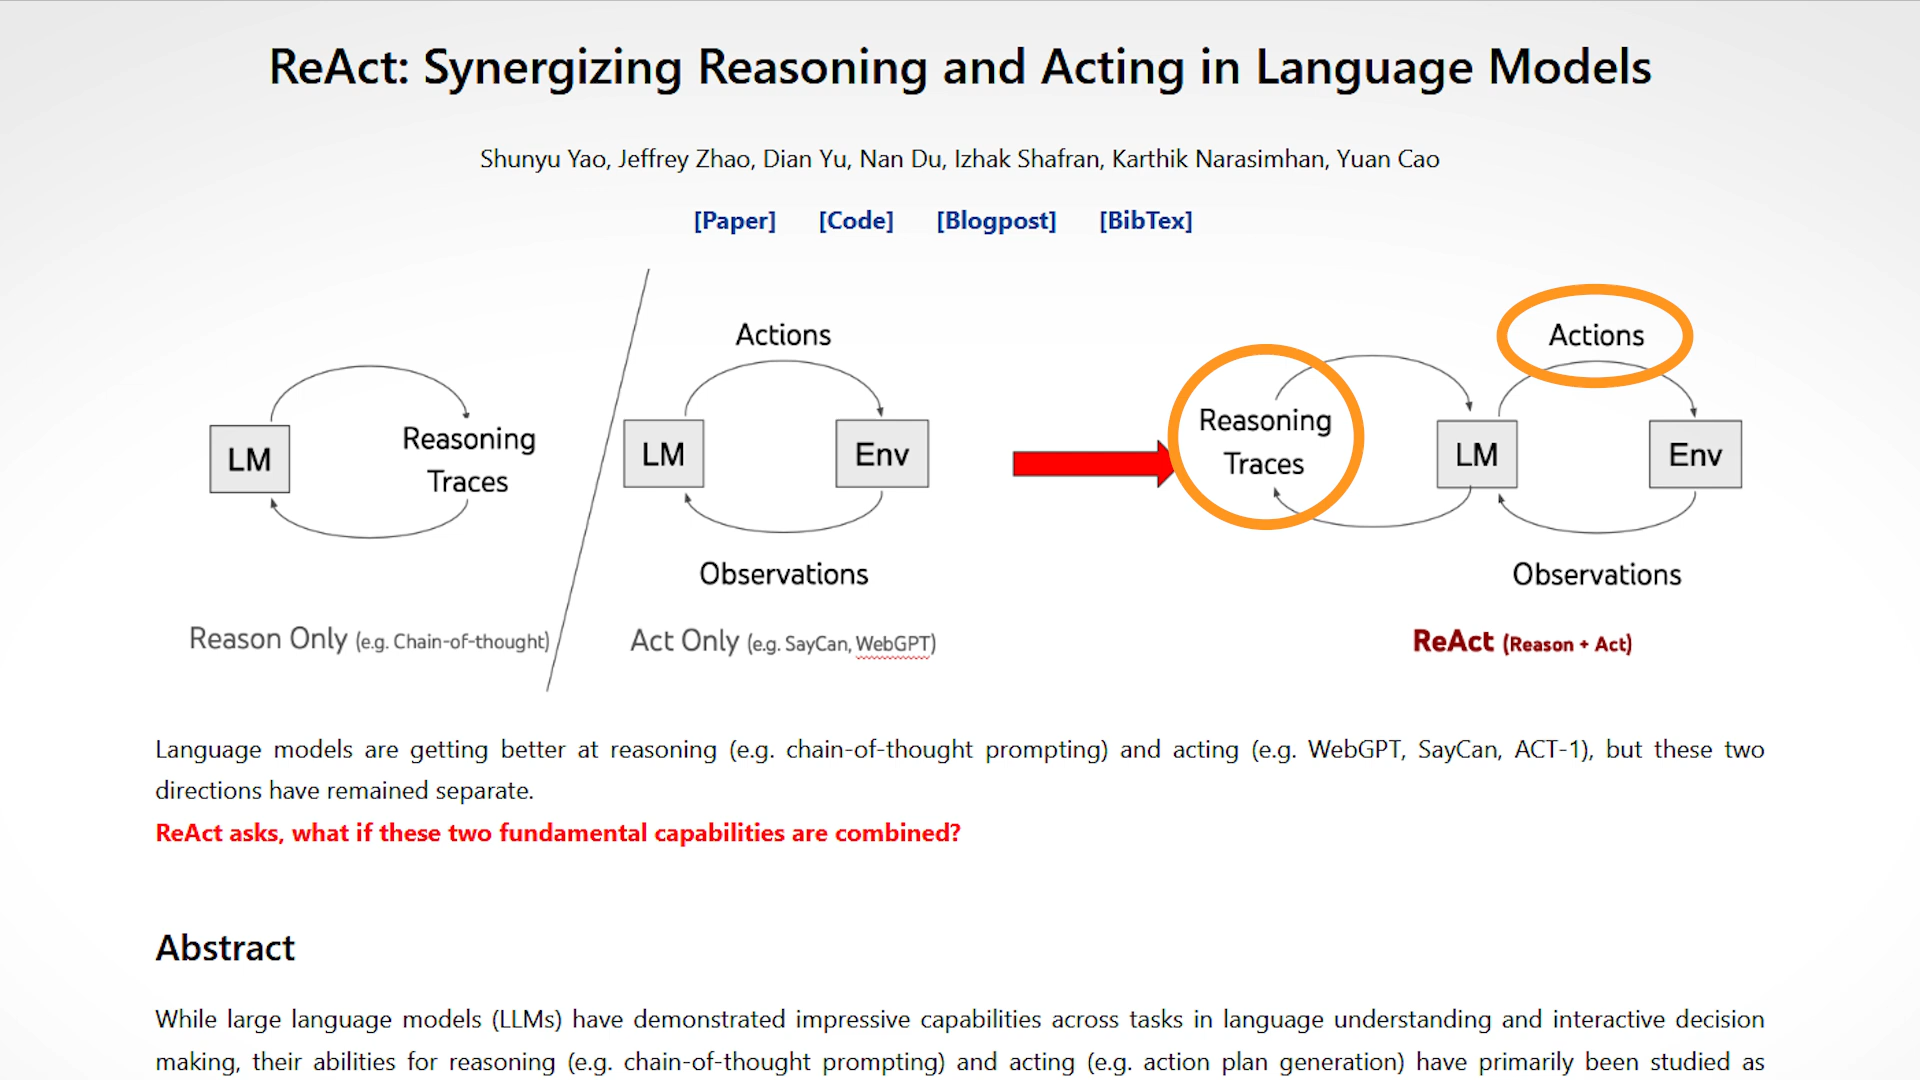 ReAct: Synergizing Reasoning and Acting in Language Models
Shunyu Yao, Jeffrey Zhao, Dian Yu, Nan Du, Izhak Shafran, Karthik Narasimhan, Yuan Cao
[Paper] [Code] [Blogpost] [BibTex]
LM
Reasoning
Traces
Reason Only (e.g. Chain-of-thought)
Actions
LM
Env
Observations
Act Only (e.g. SayCan, WebGPT)
Reasoning
Traces
Actions
LM
Env
Observations
ReAct (Reason + Act)
Language models are getting better at reasoning (e.g. chain-of-thought prompting) and acting (e.g. WebGPT, SayCan, ACT-1), but these two
directions have remained separate.
ReAct asks, what if these two fundamental capabilities are combined?
Abstract
While large language models (LLMs) have demonstrated impressive capabilities across tasks in language understanding and interactive decision
making, their abilities for reasoning (e.g. chain-of-thought prompting) and acting (e.g. action plan generation) have primarily been studied as